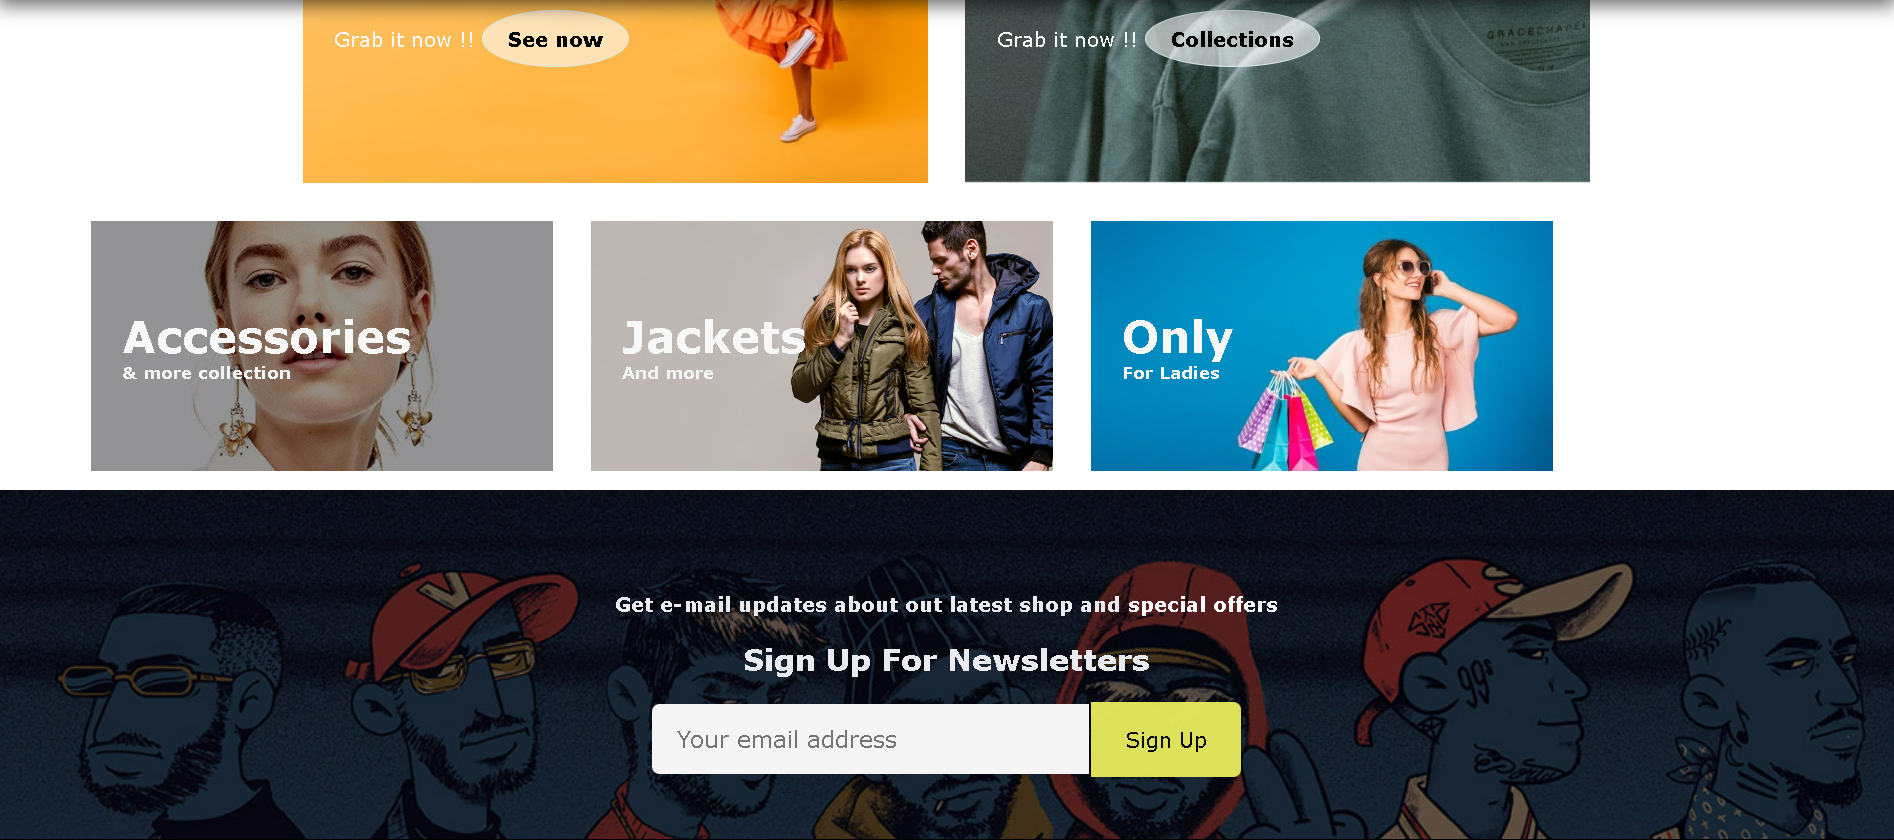 Grab it now !! See now
Grab it now !! Collections
GRACECHAPEL
Accessories
& more collection
Jackets
And more
Only
For Ladies
Get e-mail updates about out latest shop and special offers
Sign Up For Newsletters
Your email address
Sign Up
99s